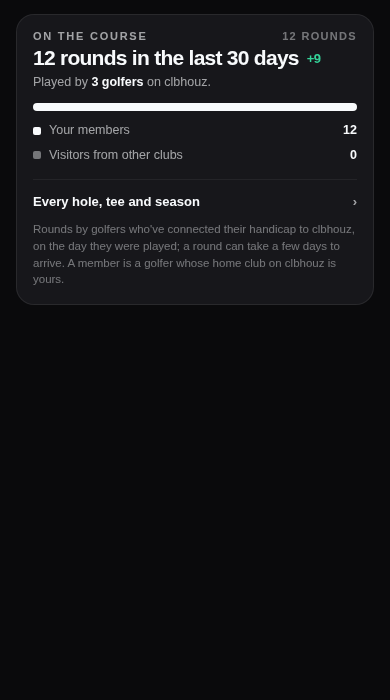 ON THE COURSE 12 ROUNDS
12 rounds in the last 30 days +9
Played by 3 golfers on clbhouz.
Your members 12
Visitors from other clubs 0
Every hole, tee and season ›
Rounds by golfers who've connected their handicap to clbhouz,
on the day they were played; a round can take a few days to
arrive. A member is a golfer whose home club on clbhouz is
yours.